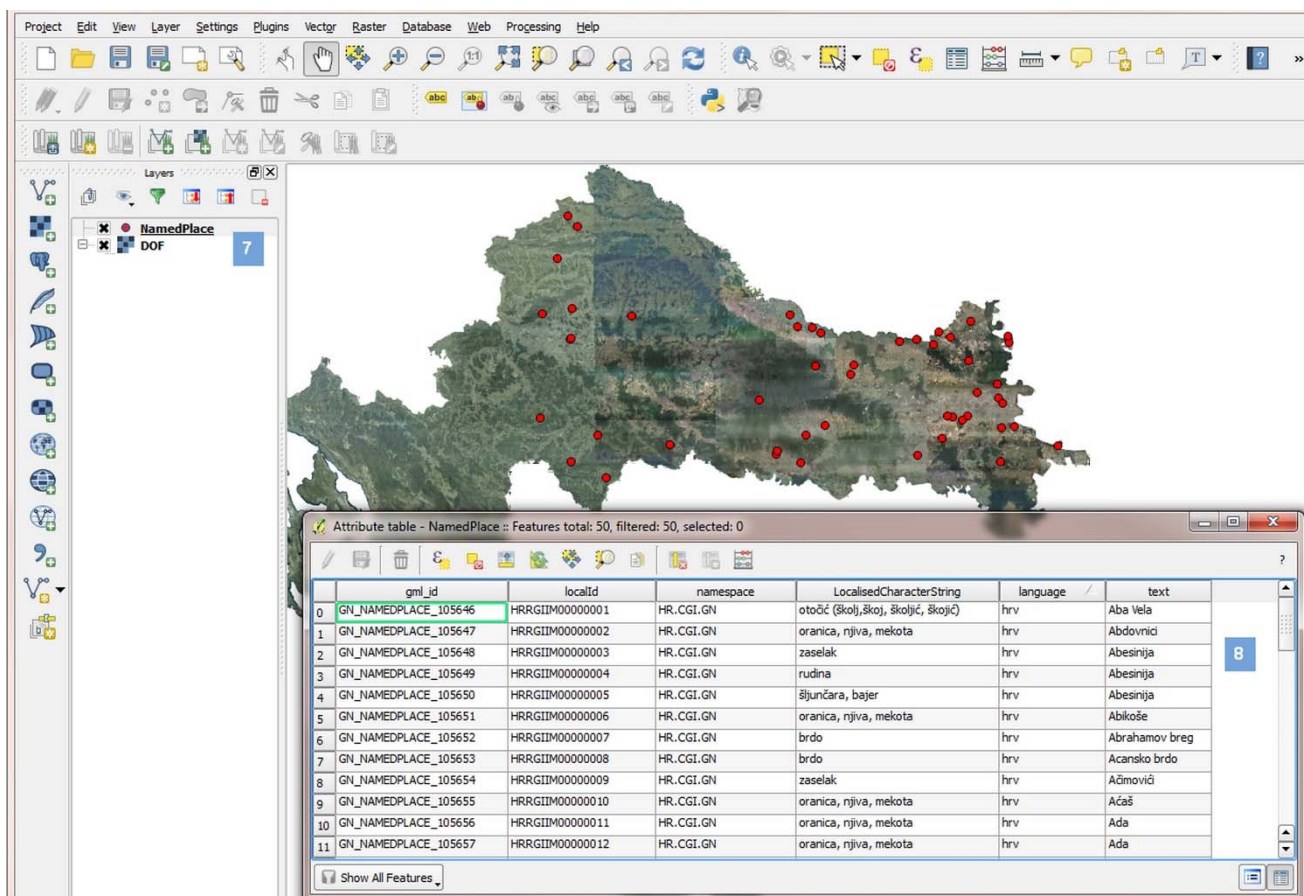 Project Edit View Layer Settings Plugins Vector Raster Database Web Processing Help
Layers
NamedPlace
DOF
7
Attribute table - NamedPlace :: Features total: 50, filtered: 50, selected: 0
?
gml_id localId namespace LocalisedCharacterString language text
0 GN_NAMEDPLACE_105646 HRRGIIM00000001 HR.CGI.GN otočić (školj,škoj, školjić, škojić) hrv Aba Vela
1 GN_NAMEDPLACE_105647 HRRGIIM00000002 HR.CGI.GN oranica, njiva, mekota hrv Abdovnici
2 GN_NAMEDPLACE_105648 HRRGIIM00000003 HR.CGI.GN zaselak hrv Abesinija
3 GN_NAMEDPLACE_105649 HRRGIIM00000004 HR.CGI.GN rudina hrv Abesinija
4 GN_NAMEDPLACE_105650 HRRGIIM00000005 HR.CGI.GN šljunčara, bajer hrv Abesinija
5 GN_NAMEDPLACE_105651 HRRGIIM00000006 HR.CGI.GN oranica, njiva, mekota hrv Abikoše
6 GN_NAMEDPLACE_105652 HRRGIIM00000007 HR.CGI.GN brdo hrv Abrahamov breg
7 GN_NAMEDPLACE_105653 HRRGIIM00000008 HR.CGI.GN brdo hrv Acansko brdo
8 GN_NAMEDPLACE_105654 HRRGIIM00000009 HR.CGI.GN zaselak hrv Ačimovići
9 GN_NAMEDPLACE_105655 HRRGIIM00000010 HR.CGI.GN oranica, njiva, mekota hrv Aćaš
10 GN_NAMEDPLACE_105656 HRRGIIM00000011 HR.CGI.GN oranica, njiva, mekota hrv Ada
11 GN_NAMEDPLACE_105657 HRRGIIM00000012 HR.CGI.GN oranica, njiva, mekota hrv Ada
8
Show All Features